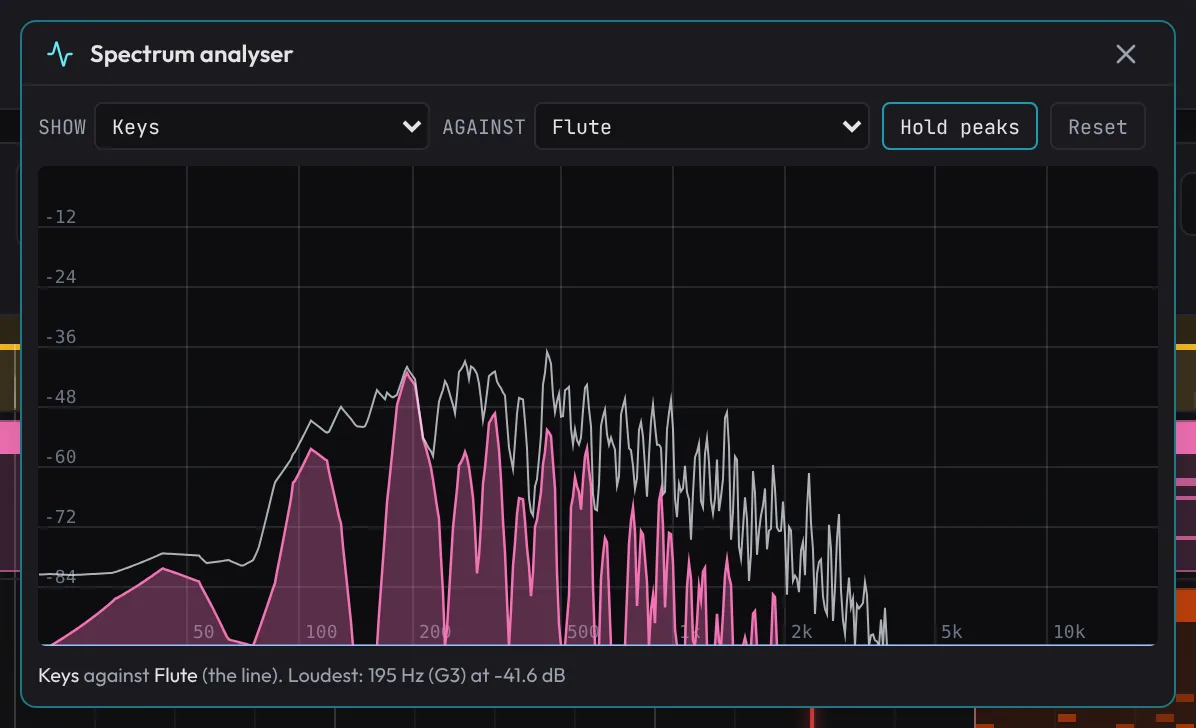 Spectrum analyser
SHOW Keys AGAINST Flute Hold peaks Reset
-12
-24
-36
-48
-60
-72
-84
50 100 200 500 1k 2k 5k 10k
Keys against Flute (the line). Loudest: 195 Hz (G3) at -41.6 dB